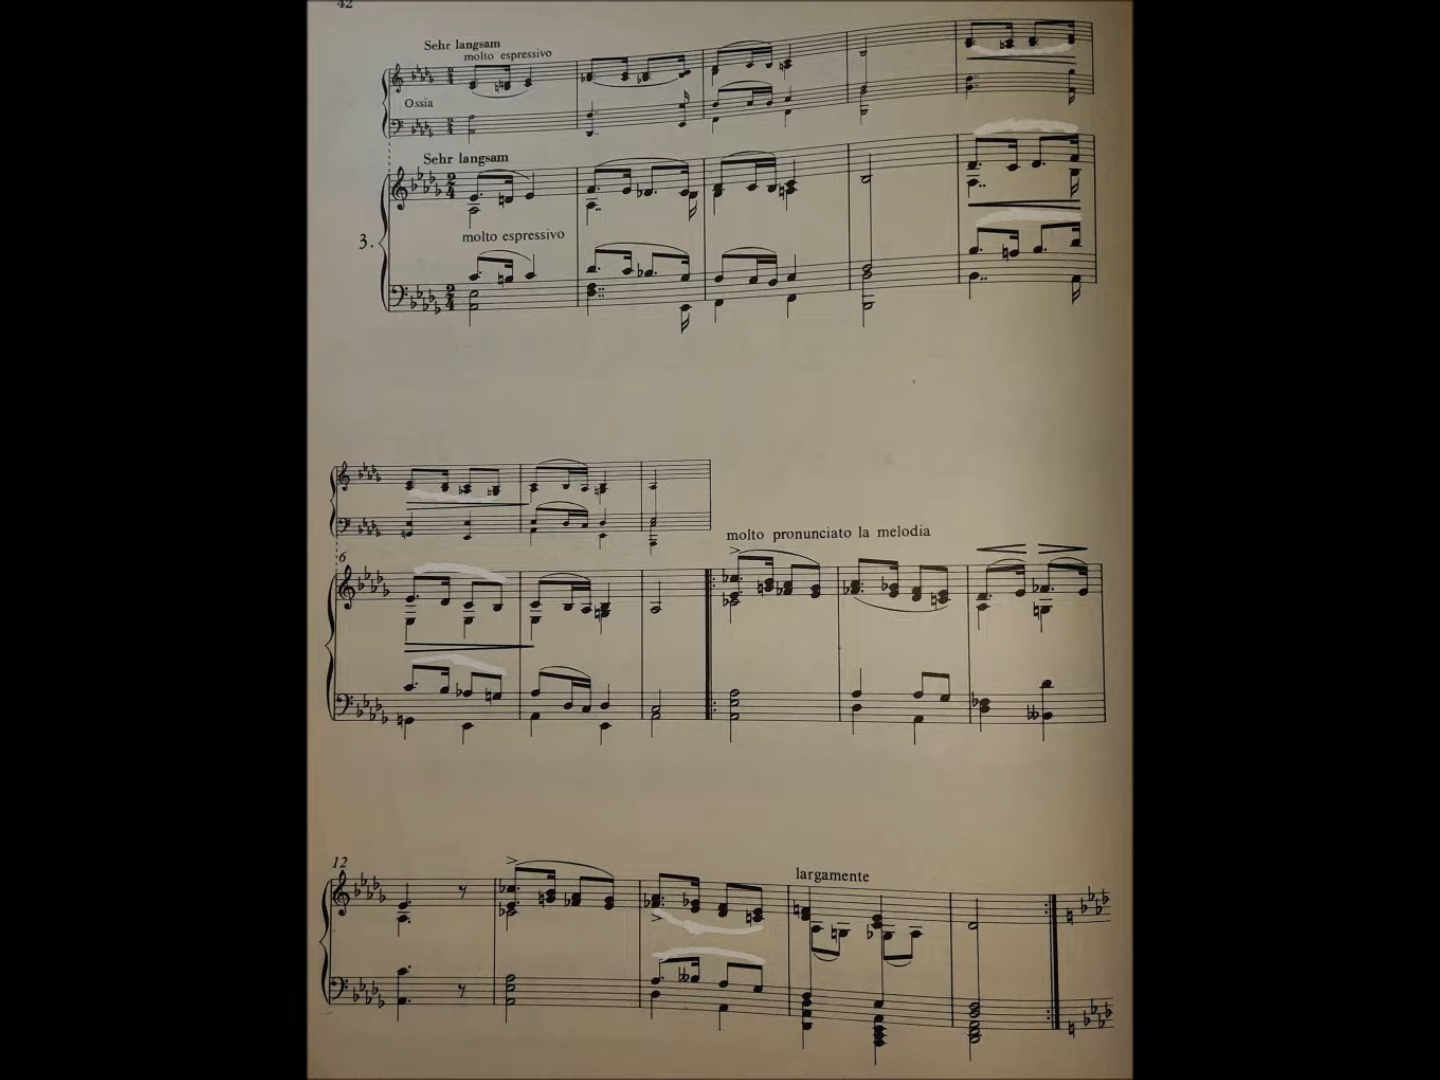 42
Sehr langsam
molto espressivo
Ossia
Sehr langsam
3.
molto espressivo
6
molto pronunciato la melodia
12
largamente